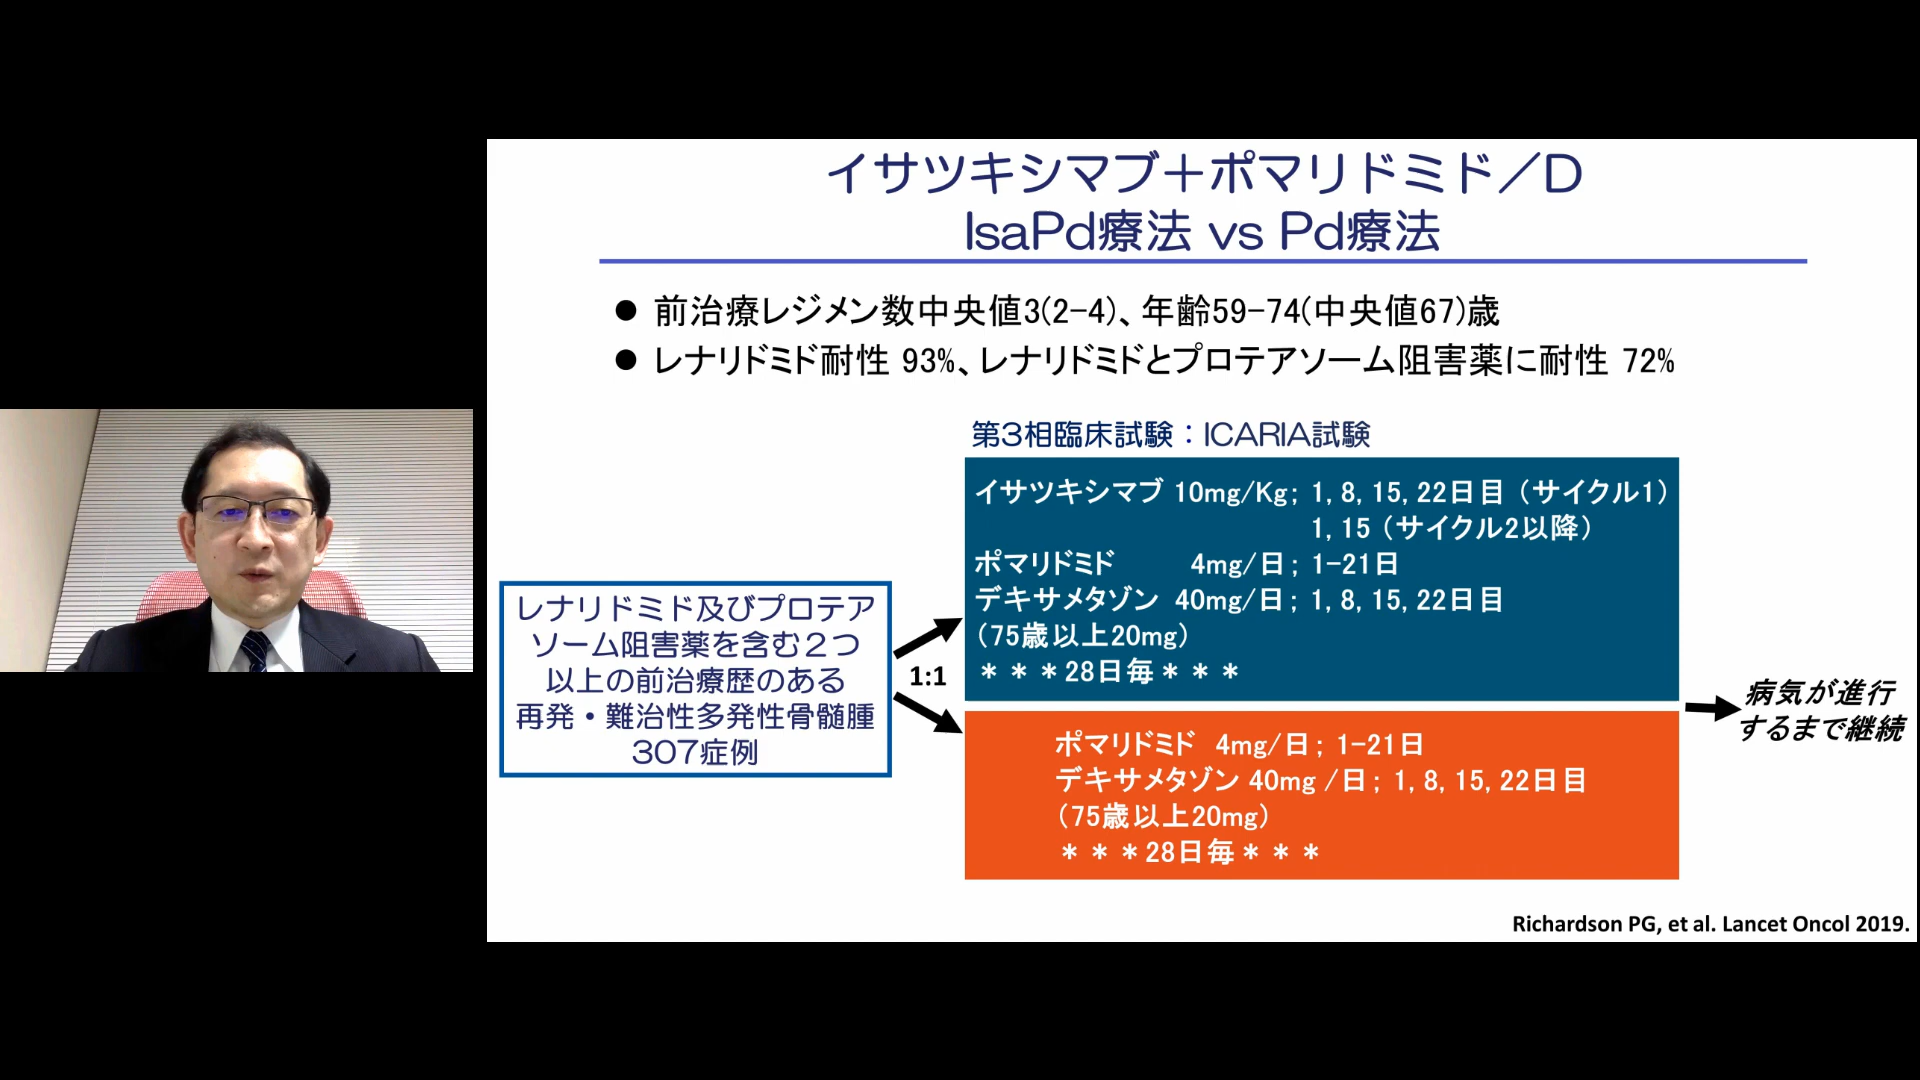 イサツキシマブ＋ポマリドミド／D
IsaPd療法 vs Pd療法
● 前治療レジメン数中央値3(2-4)、年齢59-74(中央値67)歳
● レナリドミド耐性 93%、レナリドミドとプロテアソーム阻害薬に耐性 72%
第3相臨床試験：ICARIA試験
イサツキシマブ 10mg/Kg; 1, 8, 15, 22日目（サイクル1）
1, 15（サイクル2以降）
ポマリドミド 4mg/日; 1-21日
デキサメタゾン 40mg/日; 1, 8, 15, 22日目
（75歳以上20mg）
＊＊＊28日毎＊＊＊
レナリドミド及びプロテア
ソーム阻害薬を含む２つ
以上の前治療歴のある
再発・難治性多発性骨髄腫
307症例
1:1
ポマリドミド 4mg/日; 1-21日
デキサメタゾン 40mg /日; 1, 8, 15, 22日目
（75歳以上20mg）
＊＊＊28日毎＊＊＊
病気が進行
するまで継続
Richardson PG, et al. Lancet Oncol 2019.